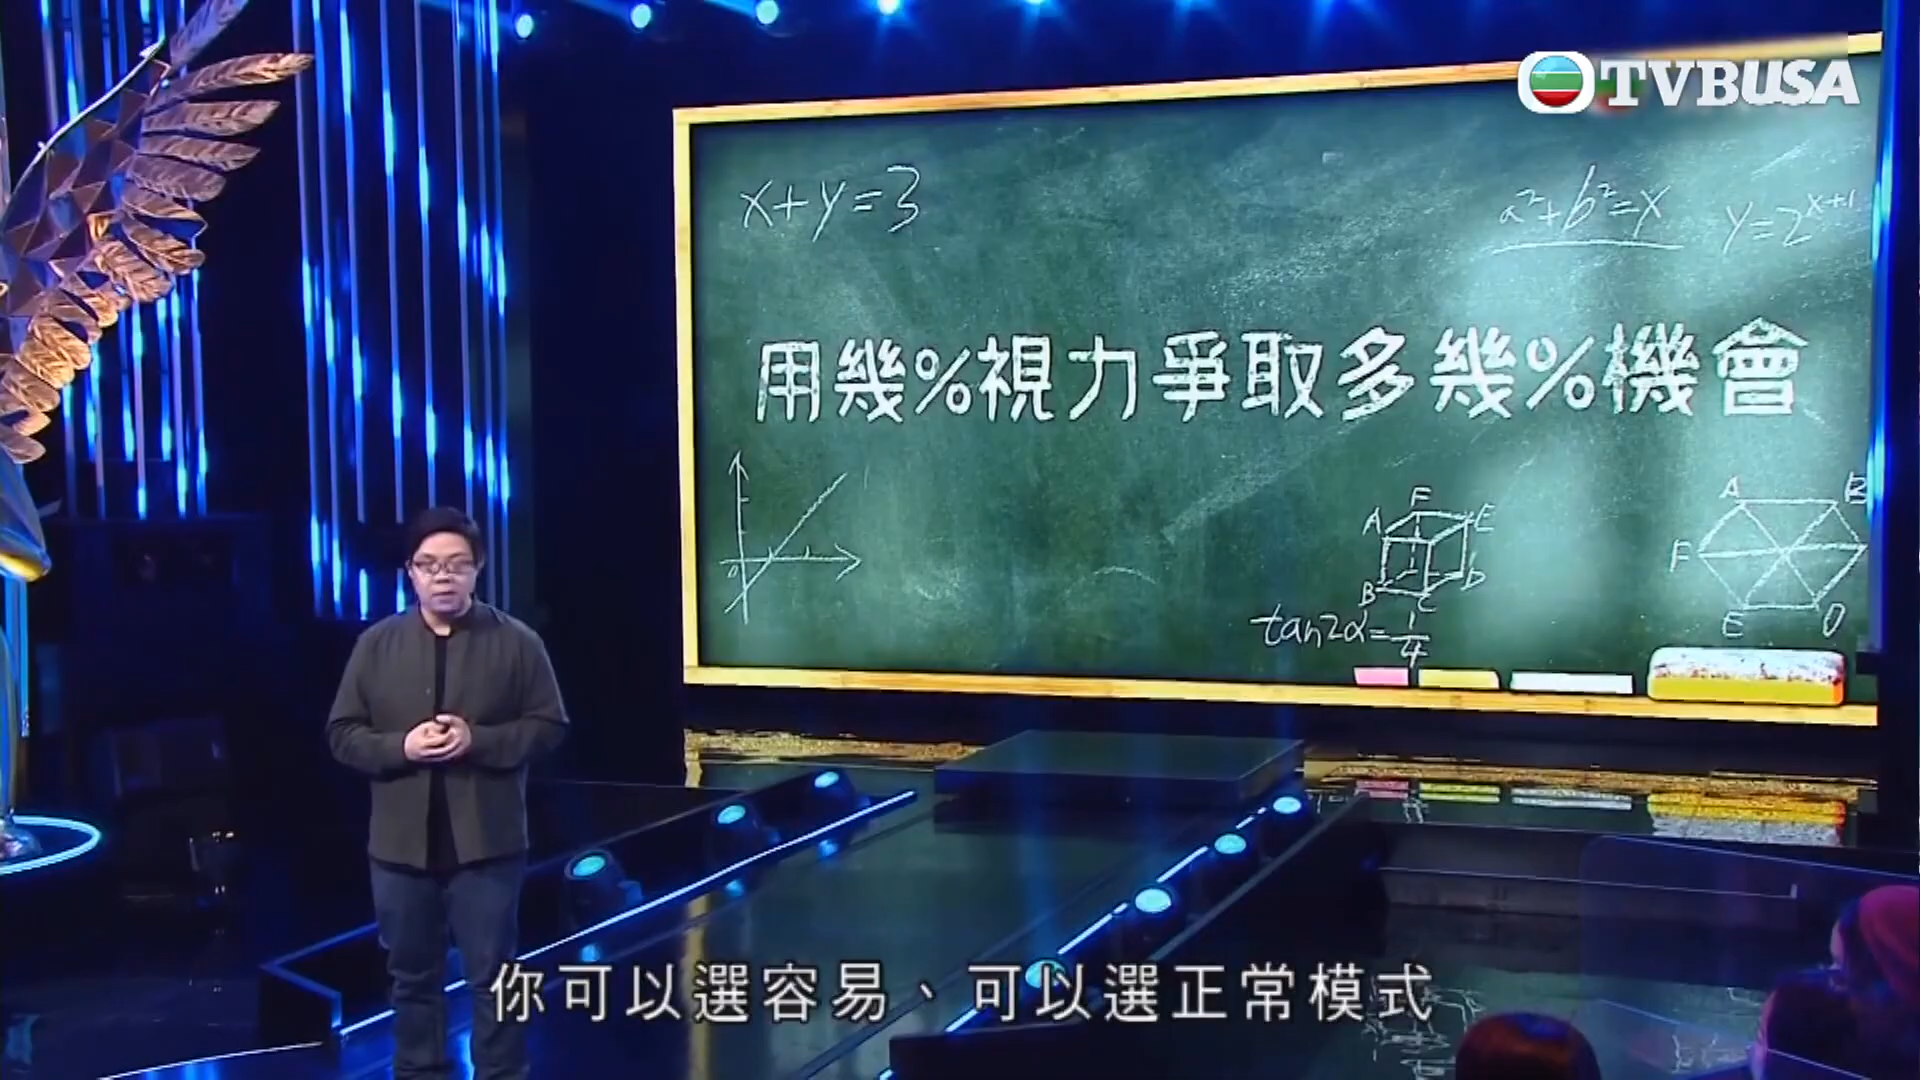 TVBUSA
x+y=3
a²+b²=x
y=2^{x+1}
用幾%視力爭取多幾%機會
A F E
B C D
0
tan2α=1/4
A B
F
E D
你可以選容易、可以選正常模式